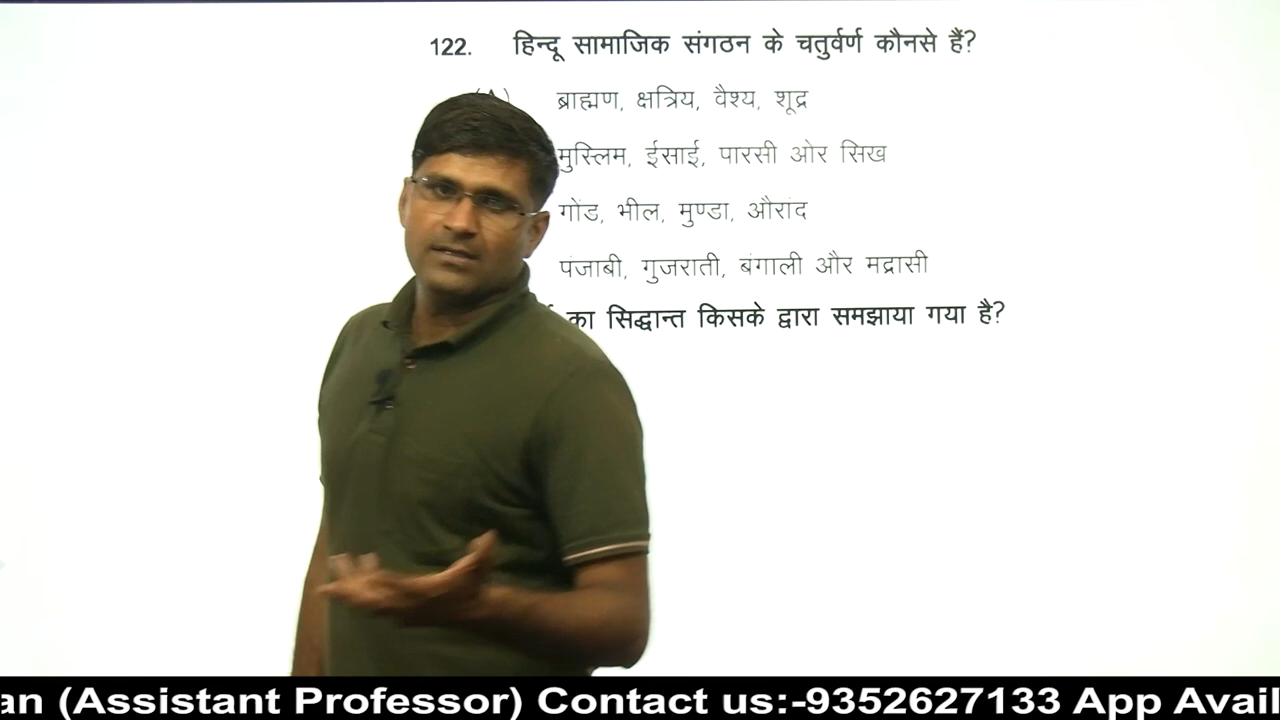 122. हिन्दू सामाजिक संगठन के चतुर्वर्ण कौनसे हैं?
(A) ब्राह्मण, क्षत्रिय, वैश्य, शूद्र
मुस्लिम, ईसाई, पारसी ओर सिख
गोंड, भील, मुण्डा, औरांद
पंजाबी, गुजराती, बंगाली और मद्रासी
का सिद्धान्त किसके द्वारा समझाया गया है?
an (Assistant Professor) Contact us:-9352627133 App Avail